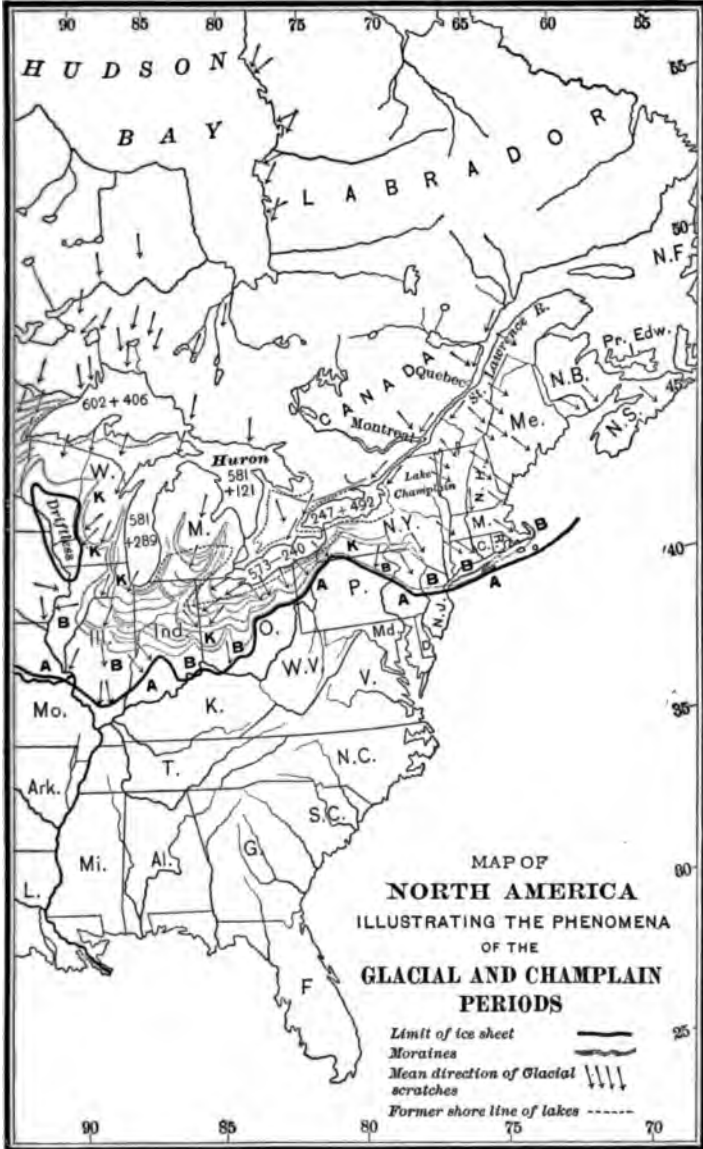 90 85 80 75 70 65 60
HUDSON
BAY
55
LABRADOR
50
N.F.
St. Lawrence R.
Pr. Edw.
CANADA
Quebec
N.B.
45
602 + 406
Me.
N.S.
Montreal
Huron
W.
581
+121
K
Lake
Champlain
N.H.
Driftless
581
+289
M.
247 + 492
N.Y.
M.
C.
R.
B
K
K
573-240
K
B
B
B
40
A
A
A
P.
N.J.
B
Ill.
Ind.
K
B
O.
Md
D.
A
B
A
B
W.V
V.
Mo.
K.
35
T.
N.C.
Ark.
S.C.
Mi.
Al.
G.
30
L.
F
MAP OF
NORTH AMERICA
ILLUSTRATING THE PHENOMENA
OF THE
GLACIAL AND CHAMPLAIN
PERIODS
25
Limit of ice sheet
Moraines
Mean direction of Glacial
scratches
Former shore line of lakes
90 85 80 75 70